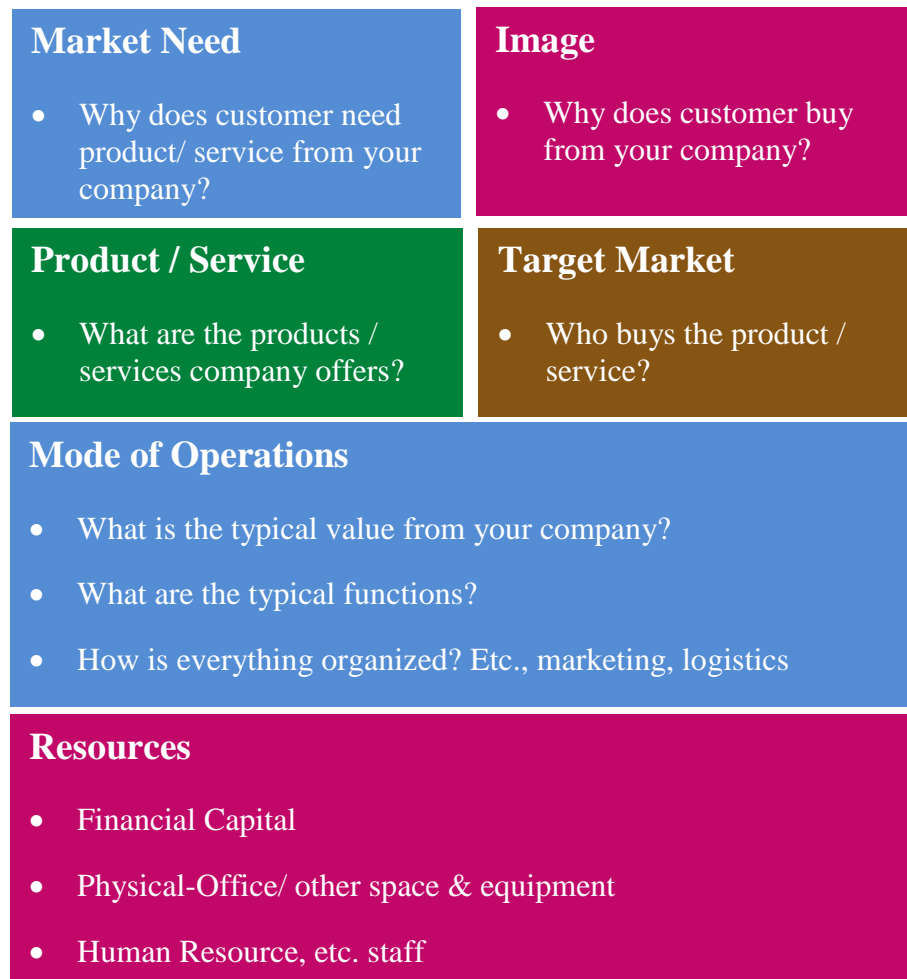 Market Need
• Why does customer need
product/ service from your
company?
Image
• Why does customer buy
from your company?
Product / Service
• What are the products /
services company offers?
Target Market
• Who buys the product /
service?
Mode of Operations
• What is the typical value from your company?
• What are the typical functions?
• How is everything organized? Etc., marketing, logistics
Resources
• Financial Capital
• Physical-Office/ other space & equipment
• Human Resource, etc. staff